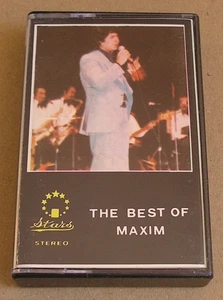 THE BEST OF
MAXIM
Stars
STEREO